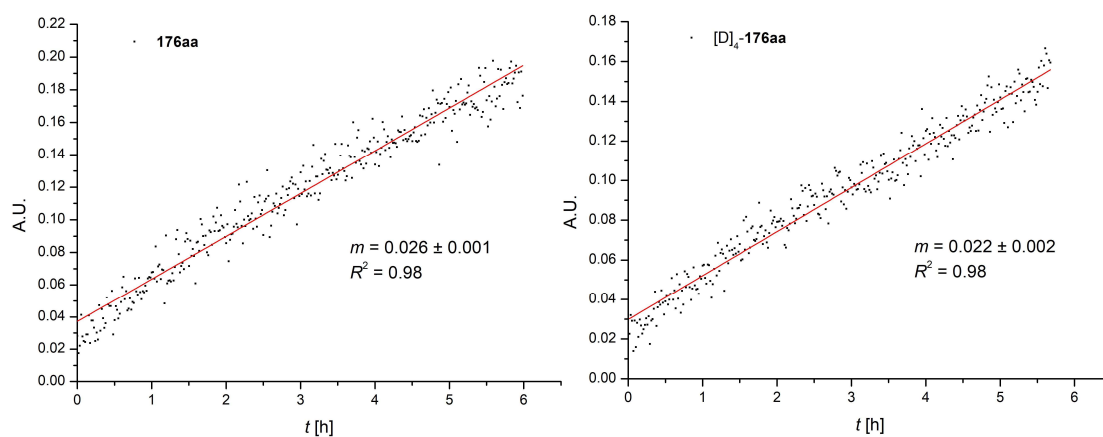 176aa
A.U.
0.22
0.20
0.18
0.16
0.14
0.12
0.10
0.08
0.06
0.04
0.02
0.00
m = 0.026 ± 0.001
R² = 0.98
0 1 2 3 4 5 6
t [h]
[D]₄-176aa
A.U.
0.18
0.16
0.14
0.12
0.10
0.08
0.06
0.04
0.02
0.00
m = 0.022 ± 0.002
R² = 0.98
0 1 2 3 4 5 6
t [h]